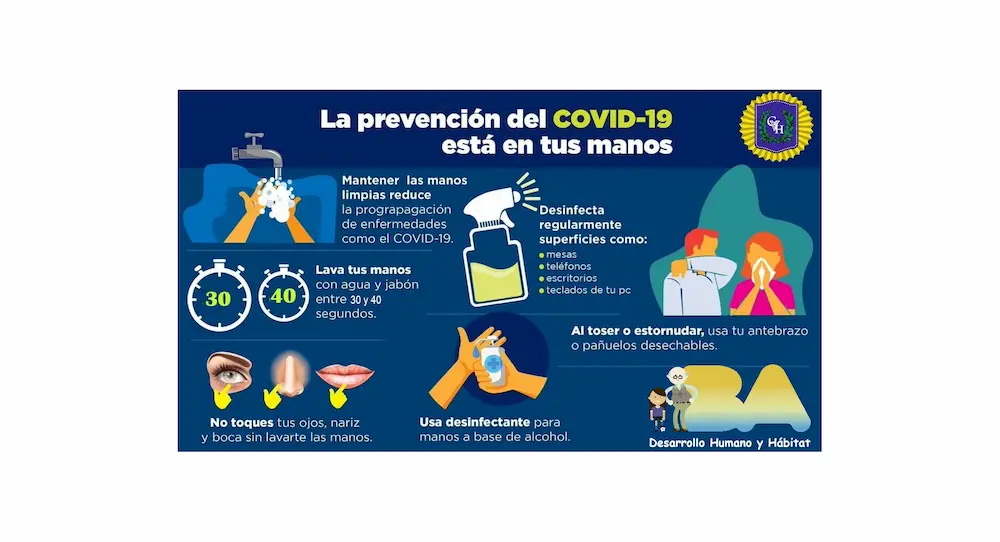 La prevención del COVID-19
está en tus manos
CVH
Mantener las manos
limpias reduce
la prograpagación
de enfermedades
como el COVID-19.
30
40
Lava tus manos
con agua y jabón
entre 30 y 40
segundos.
No toques tus ojos, nariz
y boca sin lavarte las manos.
Desinfecta
regularmente
superficies como:
• mesas
• teléfonos
• escritorios
• teclados de tu pc
Usa desinfectante para
manos a base de alcohol.
Al toser o estornudar, usa tu antebrazo
o pañuelos desechables.
BA
Desarrollo Humano y Hábitat